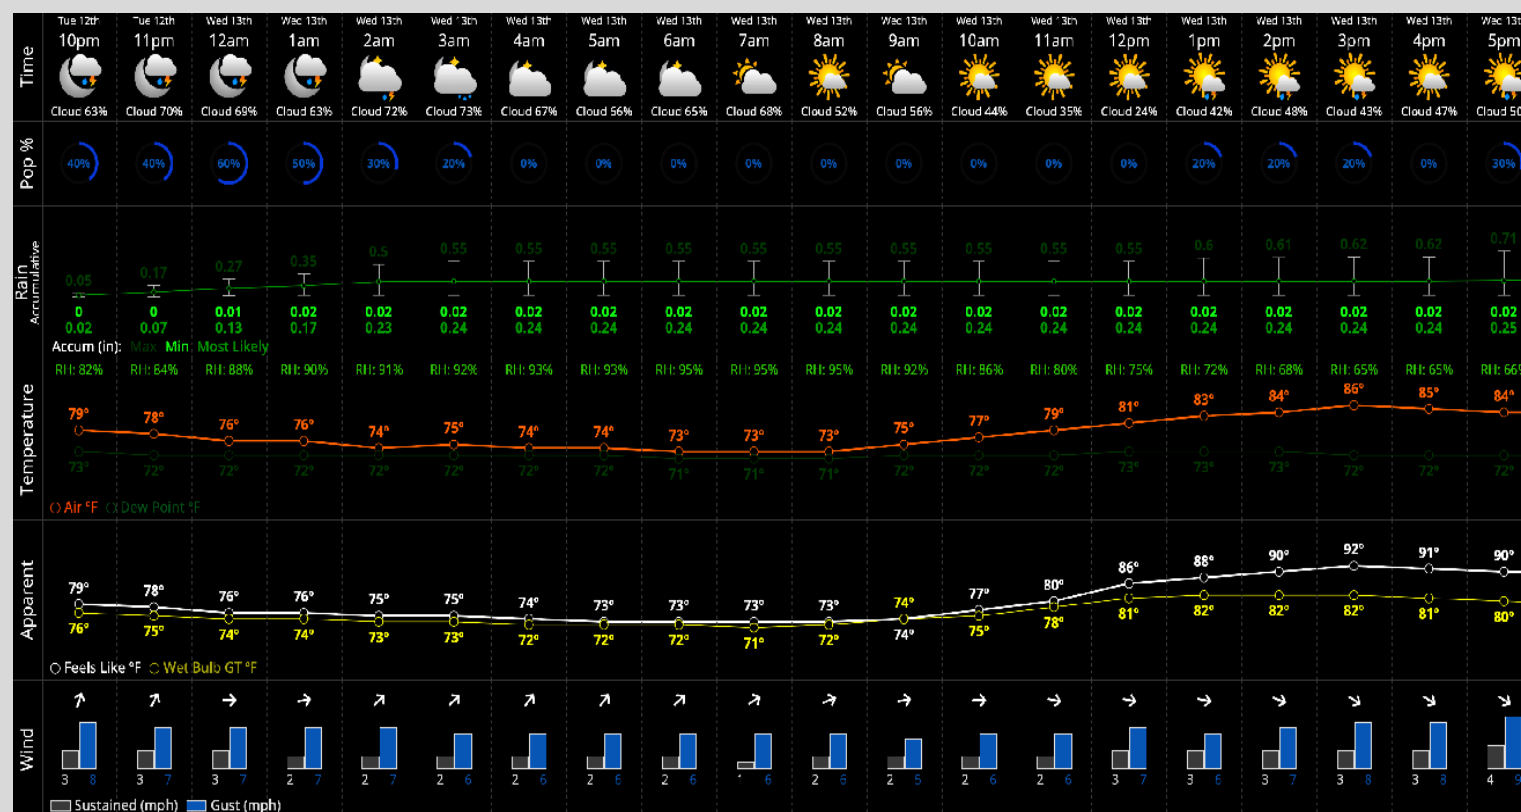 Tue 12th Tue 12th Wed 13th Wed 13th Wed 13th Wed 13th Wed 13th Wed 13th Wed 13th Wed 13th Wed 13th Wed 13th Wed 13th Wed 13th Wed 13th Wed 13th Wed 13th Wed 13th Wed 13th Wed 13th
Time
10pm 11pm 12am 1am 2am 3am 4am 5am 6am 7am 8am 9am 10am 11am 12pm 1pm 2pm 3pm 4pm 5pm
Cloud 63% Cloud 70% Cloud 69% Cloud 63% Cloud 72% Cloud 73% Cloud 67% Cloud 56% Cloud 65% Cloud 68% Cloud 52% Cloud 56% Cloud 44% Cloud 35% Cloud 24% Cloud 42% Cloud 48% Cloud 43% Cloud 47% Cloud 50
Pop %
40% 40% 60% 50% 30% 20% 0% 0% 0% 0% 0% 0% 0% 0% 0% 20% 20% 20% 0% 30%
Rain
Accumulative
0.05 0.17 0.27 0.35 0.5 0.55 0.55 0.55 0.55 0.55 0.55 0.55 0.55 0.55 0.55 0.6 0.61 0.62 0.62 0.71
0 0 0.01 0.02 0.02 0.02 0.02 0.02 0.02 0.02 0.02 0.02 0.02 0.02 0.02 0.02 0.02 0.02 0.02 0.02
0.02 0.07 0.13 0.17 0.23 0.24 0.24 0.24 0.24 0.24 0.24 0.24 0.24 0.24 0.24 0.24 0.24 0.24 0.24 0.25
Accum (in): Max Min Most Likely
RH: 82% RH: 84% RH: 88% RH: 90% RH: 91% RH: 92% RH: 93% RH: 93% RH: 95% RH: 95% RH: 95% RH: 92% RH: 86% RH: 80% RH: 75% RH: 72% RH: 68% RH: 65% RH: 65% RH: 66%
Temperature
79° 78° 76° 76° 74° 75° 74° 74° 73° 73° 73° 75° 77° 79° 81° 83° 84° 86° 85° 84°
73° 72° 72° 72° 72° 72° 72° 72° 71° 71° 71° 72° 72° 72° 73° 73° 73° 72° 72° 72°
Air °F Dew Point °F
Apparent
79° 78° 76° 76° 75° 75° 74° 73° 73° 73° 73° 74° 77° 80° 86° 88° 90° 92° 91° 90°
76° 75° 74° 74° 73° 73° 72° 72° 72° 71° 72° 74° 75° 78° 81° 82° 82° 82° 81° 80°
Feels Like °F Wet Bulb GT °F
Wind
3 8 3 7 3 7 2 7 2 7 2 6 2 6 2 6 2 6 1 6 2 6 2 5 2 6 2 6 3 7 3 6 3 7 3 8 3 8 4 9
Sustained (mph) Gust (mph)